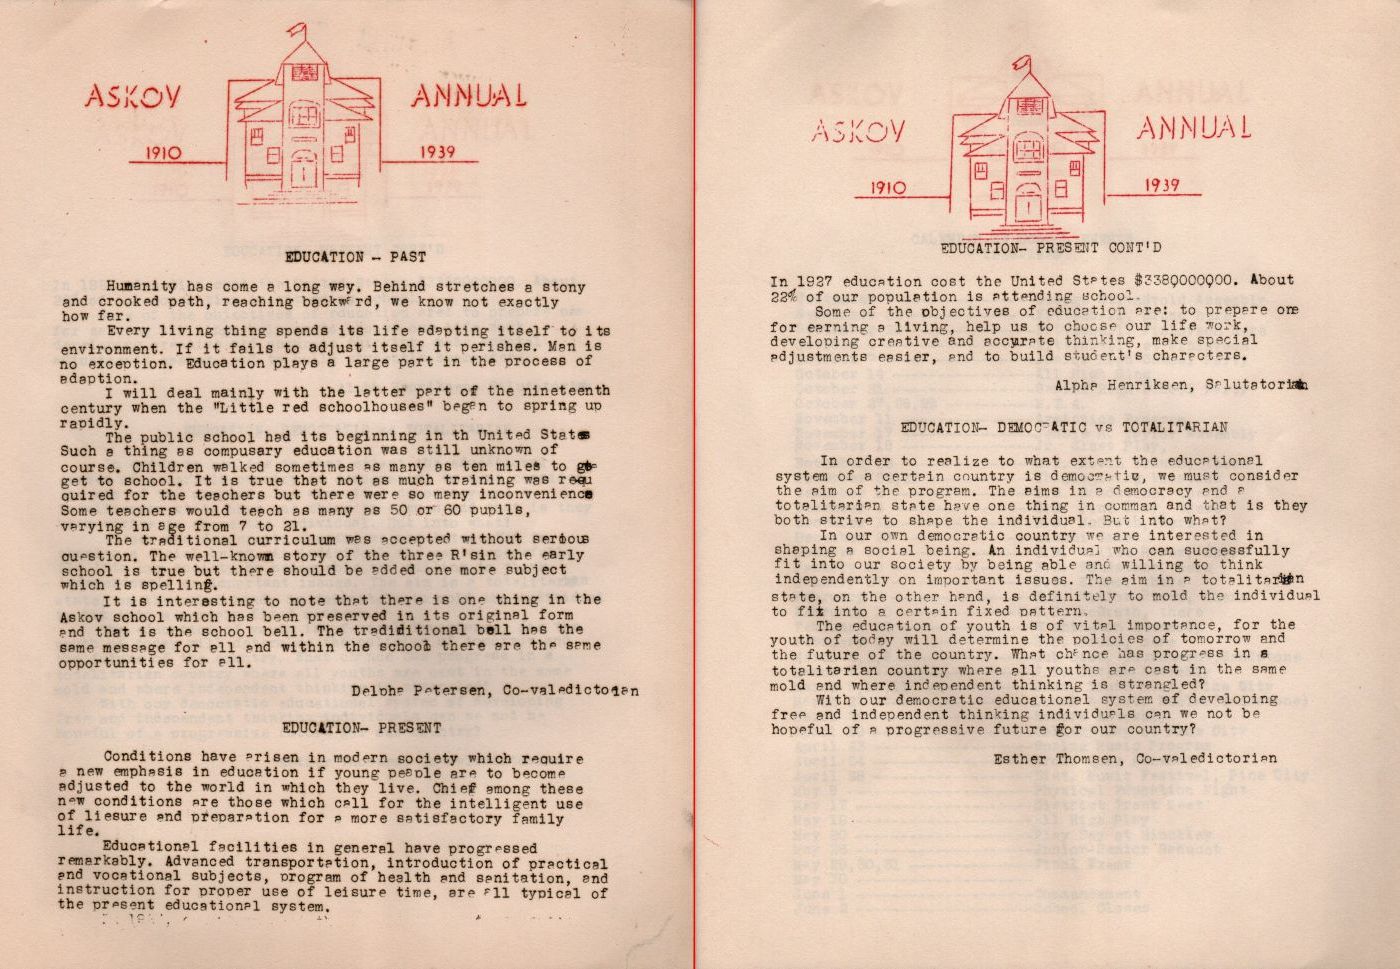 ASKOV ANNUAL
1910 1939
EDUCATION - PAST
Humanity has come a long way. Behind stretches a stony
and crooked path, reaching backward, we know not exactly
how far.
Every living thing spends its life adapting itself to its
environment. If it fails to adjust itself it perishes. Man is
no exception. Education plays a large part in the process of
adaption.
I will deal mainly with the latter part of the nineteenth
century when the "Little red schoolhouses" began to spring up
rapidly.
The public school had its beginning in th United States
Such a thing as compusary education was still unknown of
course. Children walked sometimes as many as ten miles to
get to school. It is true that not as much training was requ
quired for the teachers but there were so many inconvenience
Some teachers would teach as many as 50 or 60 pupils,
varying in age from 7 to 21.
The traditional curriculum was accepted without serious
question. The well-known story of the three R'sin the early
school is true but there should be added one more subject
which is spelling.
It is interesting to note that there is one thing in the
Askov school which has been preserved in its original form
and that is the school bell. The tradiditional bell has the
same message for all and within the school there are the same
opportunities for all.
Delpha Petersen, Co-valedictorian
EDUCATION- PRESENT
Conditions have arisen in modern society which require
a new emphasis in education if young people are to become
adjusted to the world in which they live. Chief among these
new conditions are those which call for the intelligent use
of liesure and preparation for a more satisfactory family
life.
Educational facilities in general have progressed
remarkably. Advanced transportation, introduction of practical
and vocational subjects, program of health and sanitation, and
instruction for proper use of leisure time, are all typical of
the present educational system.
ASKOV ANNUAL
1910 1939
EDUCATION- PRESENT CONT'D
In 1927 education cost the United States $3380000000. About
22% of our population is attending school.
Some of the objectives of education are: to prepare one
for earning a living, help us to choose our life work,
developing creative and accurate thinking, make special
adjustments easier, and to build student's characters.
Alpha Henriksen, Salutatorian
EDUCATION- DEMOCRATIC vs TOTALITARIAN
In order to realize to what extent the educational
system of a certain country is democratic, we must consider
the aim of the program. The aims in a democracy and a
totalitarian state have one thing in comman and that is they
both strive to shape the individual. But into what?
In our own democratic country we are interested in
shaping a social being. An individual who can successfully
fit into our society by being able and willing to think
independently on important issues. The aim in a totalitarian
state, on the other hand, is definitely to mold the individual
to fit into a certain fixed pattern.
The education of youth is of vital importance, for the
youth of today will determine the policies of tomorrow and
the future of the country. What chance has progress in a
totalitarian country where all youths are cast in the same
mold and where independent thinking is strangled?
With our democratic educational system of developing
free and independent thinking individuals can we not be
hopeful of a progressive future for our country?
Esther Thomsen, Co-valedictorian